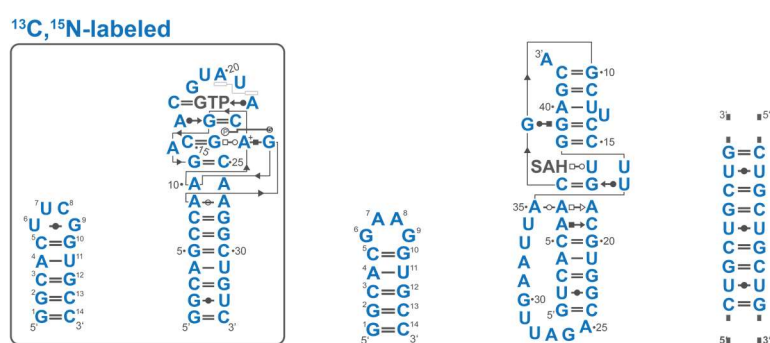 13C,15N-labeled
7 8
U C
6 U G 9
5 C G 10
4 A U 11
3 C G 12
2 G C 13
1 G C 14
5' 3'
U A·20
G U
C GTP A
A G C
P
A C G A+ G
15
G C·25
10·A A
A A
C G
C G
5·G C·30
A U
C G
G U
G C
5' 3'
7 A A 8
6 G G 9
5 C G 10
4 A U 11
3 C G 12
2 G C 13
1 G C 14
5' 3'
3' A
C G·10
G C
40·A U
U
G G C
G C·15
SAH U U
C G U
35·A A A
U A C
U 5·C G·20
A A U
A C G
G·30 U G
U 5'G C
U A G A·25
3' 5'
G C
U U
C G
G C
U U
C G
G C
U U
C G
5' 3'